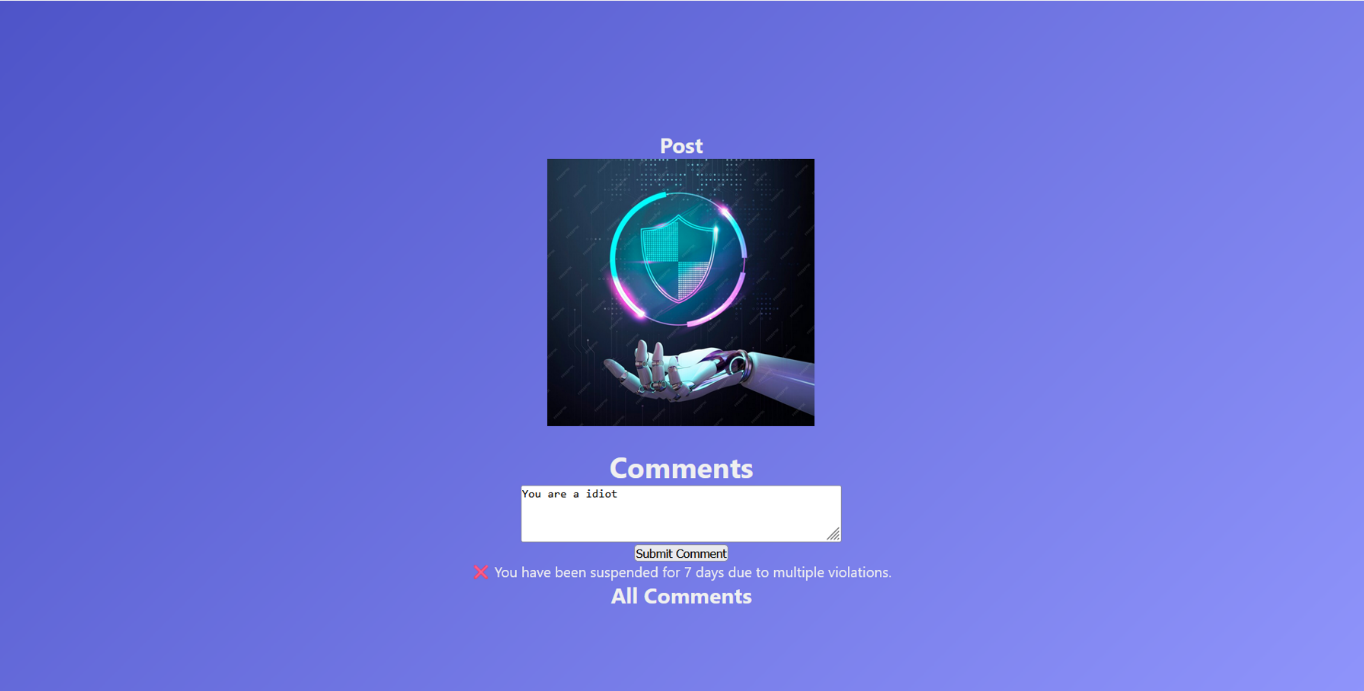 Post
Comments
You are a idiot
Submit Comment
❌ You have been suspended for 7 days due to multiple violations.
All Comments